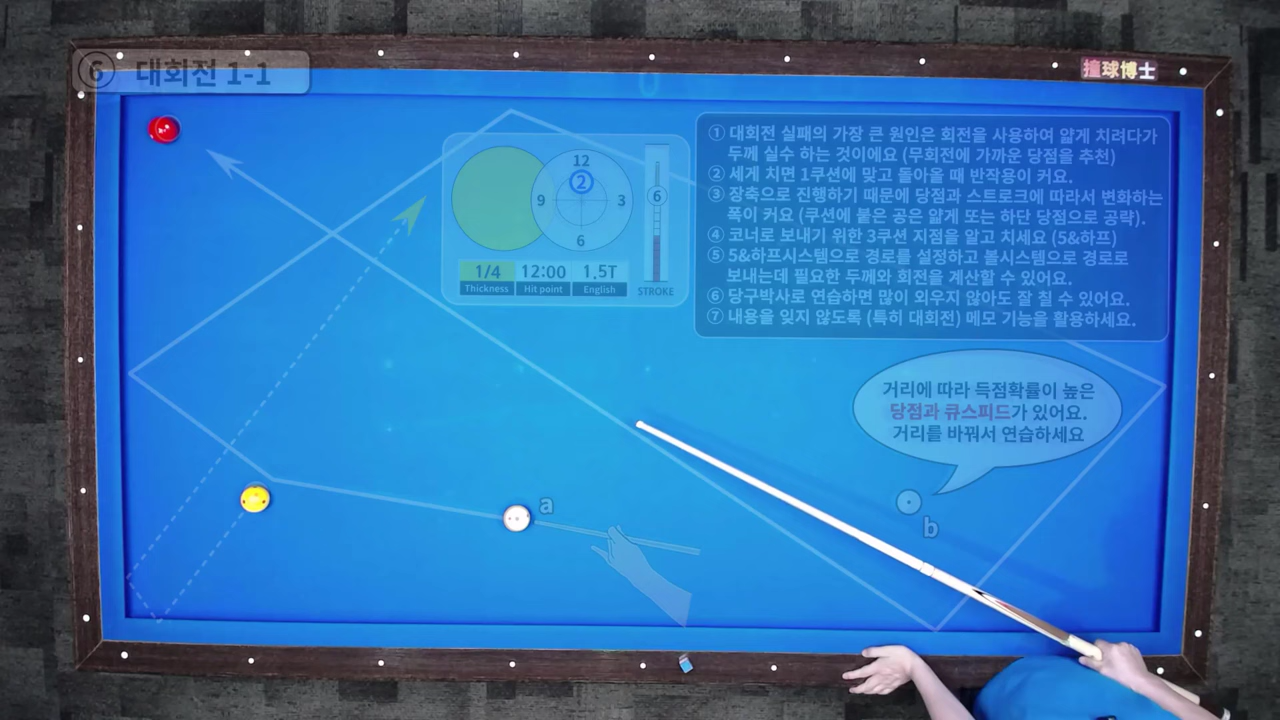 ⑥ 대회전 1-1
撞球博士
① 대회전 실패의 가장 큰 원인은 회전을 사용하여 얇게 치려다가
두께 실수 하는 것이에요 (무회전에 가까운 당점을 추천)
② 세게 치면 1쿠션에 맞고 돌아올 때 반작용이 커요.
③ 장축으로 진행하기 때문에 당점과 스트로크에 따라서 변화하는
폭이 커요 (쿠션에 붙은 공은 얇게 또는 하단 당점으로 공략).
④ 코너로 보내기 위한 3쿠션 지점을 알고 치세요 (5&하프)
⑤ 5&하프시스템으로 경로를 설정하고 볼시스템으로 경로로
보내는데 필요한 두께와 회전을 계산할 수 있어요.
⑥ 당구박사로 연습하면 많이 외우지 않아도 잘 칠 수 있어요.
⑦ 내용을 잊지 않도록 (특히 대회전) 메모 기능을 활용하세요.
12
2
9
3
6
6
1/4
12:00
1.5T
Thickness
Hit point
English
STROKE
거리에 따라 득점확률이 높은
당점과 큐스피드가 있어요.
거리를 바꿔서 연습하세요
a
b